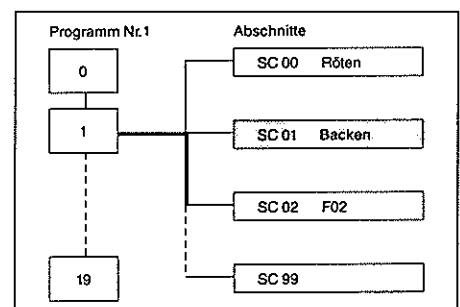 Programm Nr.1 Abschnitte
0 SC 00 Röten
1 SC 01 Backen
SC 02 F02
19 SC 99